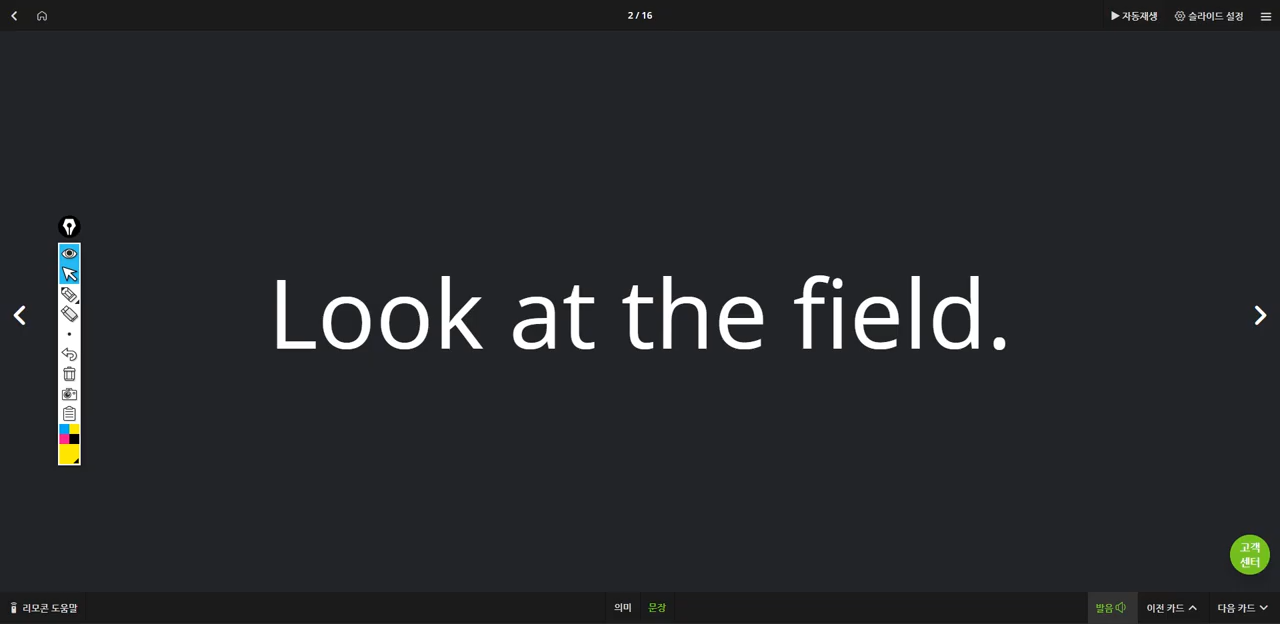 2 / 16
자동재생
슬라이드 설정
Look at the field.
고객
센터
리모콘 도움말
의미
문장
발음
이전 카드
다음 카드